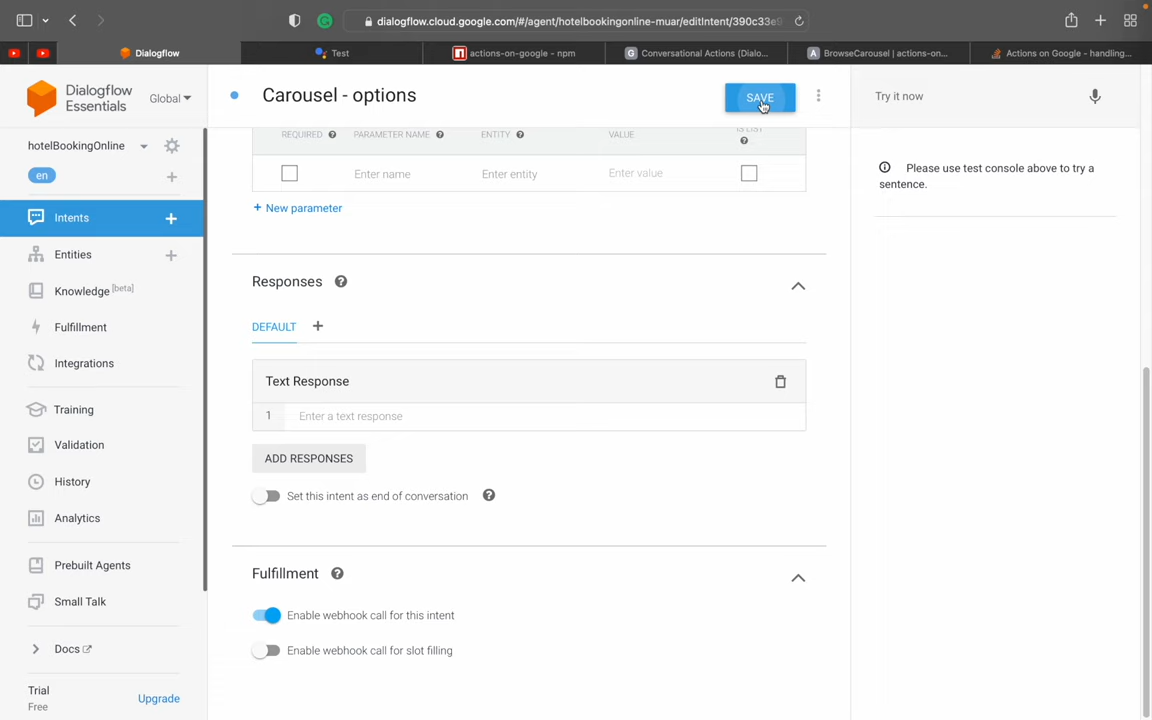 dialogflow.cloud.google.com/#/agent/hotelbookingonline-muar/editIntent/390c33e9
Dialogflow
Test
actions-on-google - npm
Conversational Actions (Dialo...
BrowseCarousel | actions-on...
Actions on Google - handling...
Dialogflow
Essentials
Global
Carousel - options
SAVE
Try it now
hotelBookingOnline
en
REQUIRED
PARAMETER NAME
ENTITY
VALUE
IS LIST
Enter name
Enter entity
Enter value
+ New parameter
Please use test console above to try a
sentence.
Intents
Entities
Knowledge [beta]
Fulfillment
Integrations
Training
Validation
History
Analytics
Prebuilt Agents
Small Talk
Docs
Trial
Free
Upgrade
Responses
DEFAULT
Text Response
1 Enter a text response
ADD RESPONSES
Set this intent as end of conversation
Fulfillment
Enable webhook call for this intent
Enable webhook call for slot filling